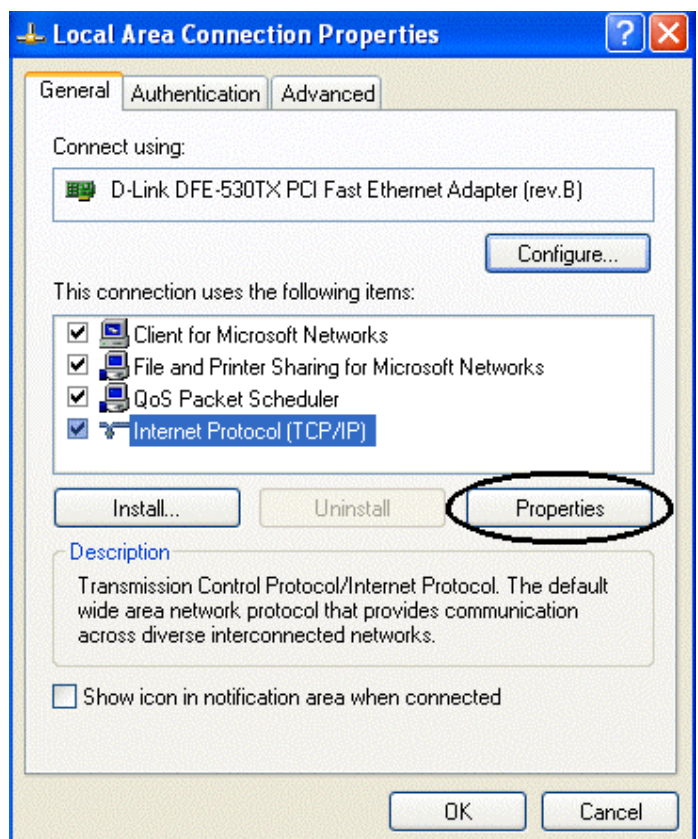 Local Area Connection Properties
General Authentication Advanced
Connect using:
D-Link DFE-530TX PCI Fast Ethernet Adapter (rev.B)
Configure...
This connection uses the following items:
Client for Microsoft Networks
File and Printer Sharing for Microsoft Networks
QoS Packet Scheduler
Internet Protocol (TCP/IP)
Install... Uninstall Properties
Description
Transmission Control Protocol/Internet Protocol. The default
wide area network protocol that provides communication
across diverse interconnected networks.
Show icon in notification area when connected
OK Cancel